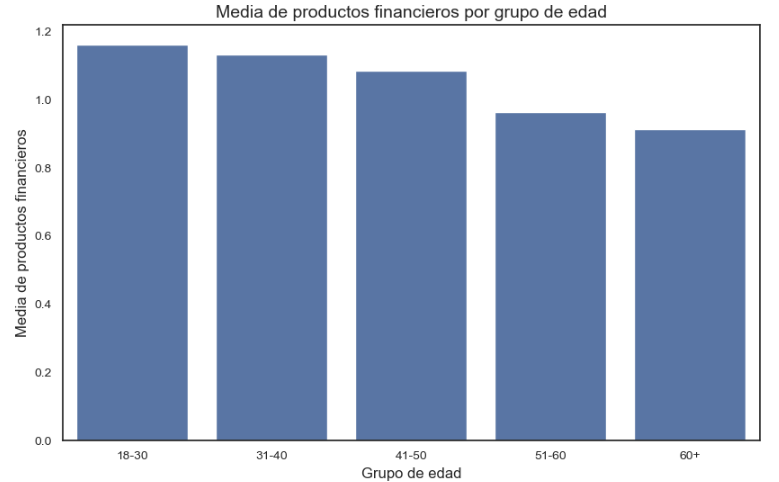 Media de productos financieros por grupo de edad
1.2
1.0
0.8
0.6
0.4
0.2
0.0
Media de productos financieros
18-30 31-40 41-50 51-60 60+
Grupo de edad